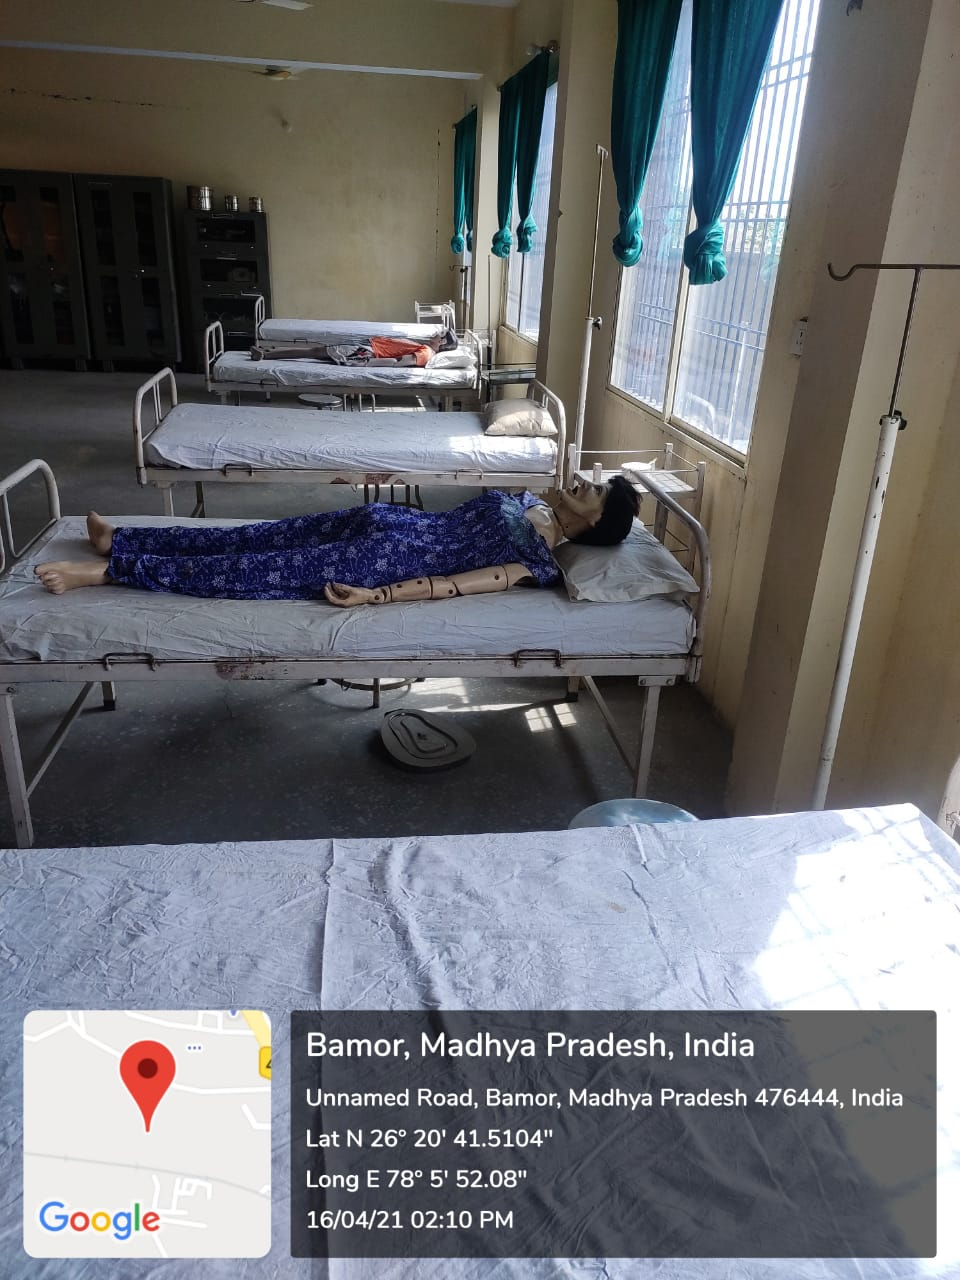 Bamor, Madhya Pradesh, India
Unnamed Road, Bamor, Madhya Pradesh 476444, India
Lat N 26° 20' 41.5104"
Long E 78° 5' 52.08"
16/04/21 02:10 PM
Google
4